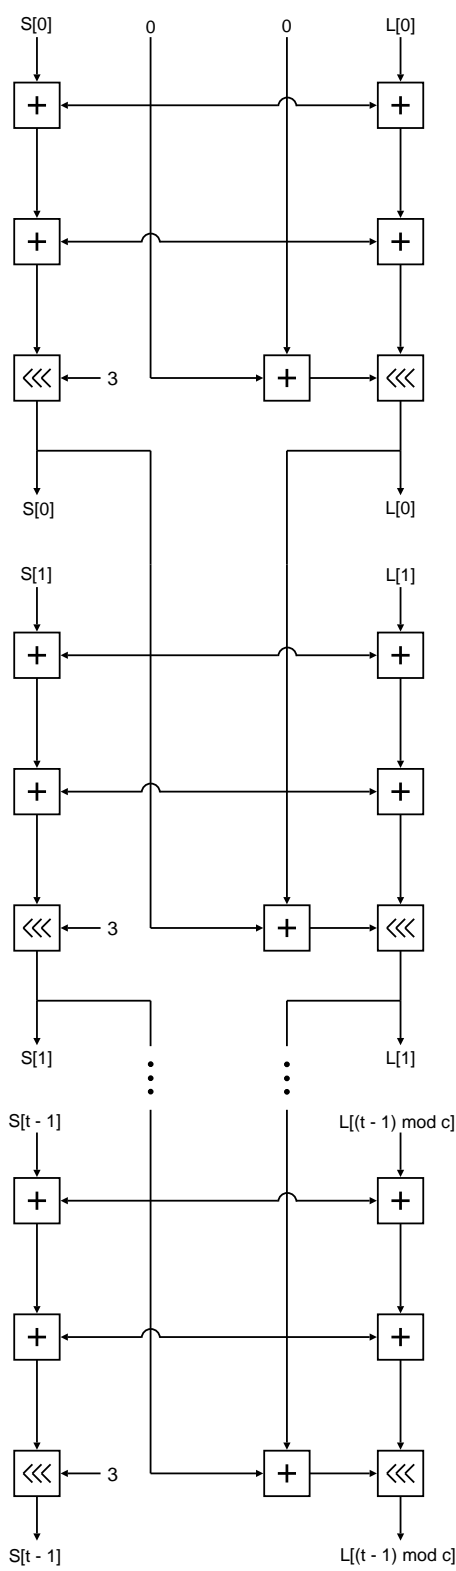 S[0] 0 0 L[0]
+ +
+ +
<<< 3 + <<<
S[0] L[0]
S[1] L[1]
+ +
+ +
<<< 3 + <<<
S[1] L[1]
S[t - 1] L[(t - 1) mod c]
+ +
+ +
<<< 3 + <<<
S[t - 1] L[(t - 1) mod c]